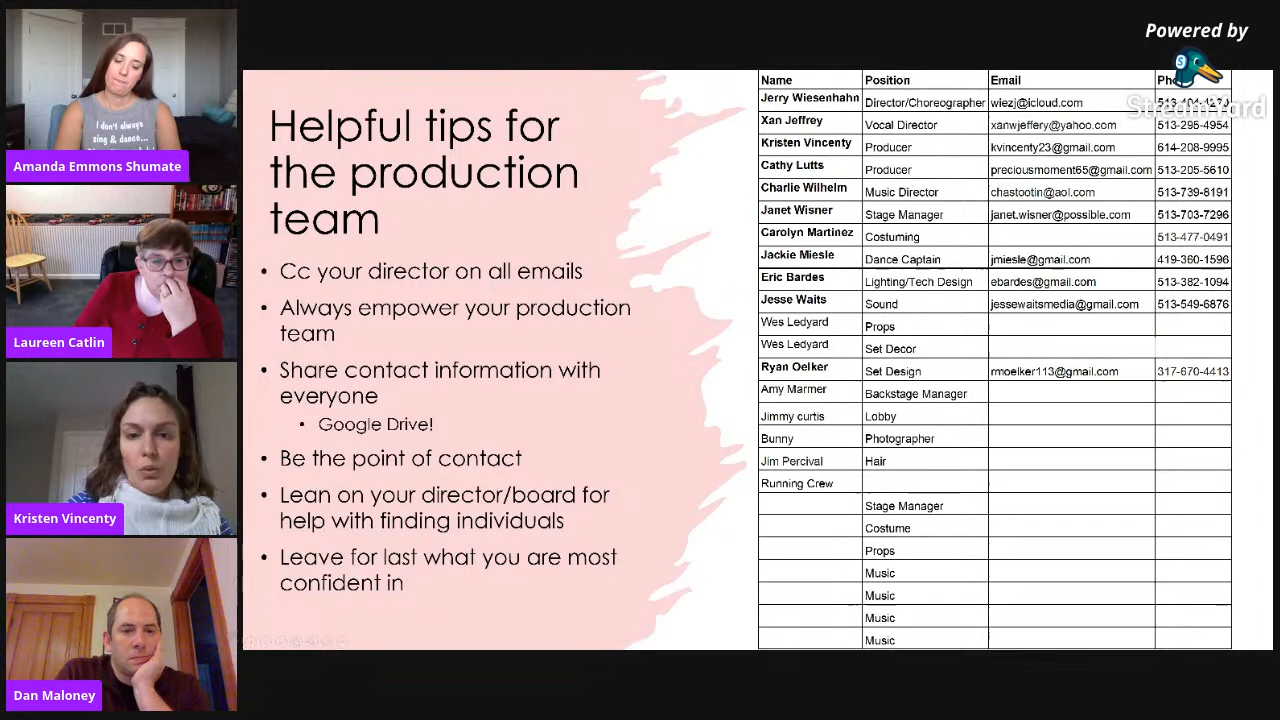 Powered by
StreamYard
I don't always
sing & dance...
Amanda Emmons Shumate
Laureen Catlin
Kristen Vincenty
Dan Maloney
Helpful tips for
the production
team
• Cc your director on all emails
• Always empower your production
team
• Share contact information with
everyone
• Google Drive!
• Be the point of contact
• Lean on your director/board for
help with finding individuals
• Leave for last what you are most
confident in
Name Position Email
Jerry Wiesenhahn Director/Choreographer wiezj@icloud.com
Xan Jeffrey Vocal Director xanwjeffery@yahoo.com 513-295-4954
Kristen Vincenty Producer kvincenty23@gmail.com 614-208-9995
Cathy Lutts Producer preciousmoment65@gmail.com 513-205-5610
Charlie Wilhelm Music Director chastootin@aol.com 513-739-8191
Janet Wisner Stage Manager janet.wisner@possible.com 513-703-7296
Carolyn Martinez Costuming 513-477-0491
Jackie Miesle Dance Captain jmiesle@gmail.com 419-360-1596
Eric Bardes Lighting/Tech Design ebardes@gmail.com 513-382-1094
Jesse Waits Sound jessewaitsmedia@gmail.com 513-549-6876
Wes Ledyard Props
Wes Ledyard Set Decor
Ryan Oelker Set Design rmoelker113@gmail.com 317-670-4413
Amy Marmer Backstage Manager
Jimmy curtis Lobby
Bunny Photographer
Jim Percival Hair
Running Crew
Stage Manager
Costume
Props
Music
Music
Music
Music